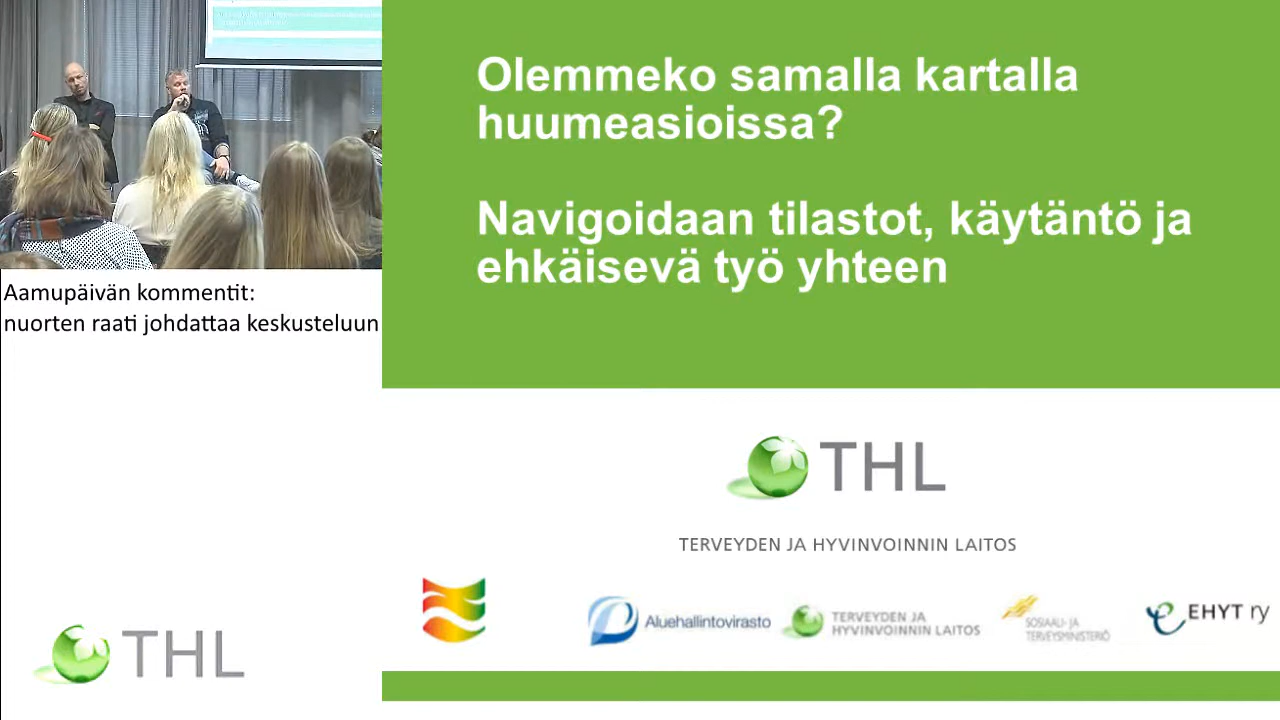 Olemmeko samalla kartalla
huumeasioissa?
Navigoidaan tilastot, käytäntö ja
ehkäisevä työ yhteen
Aamupäivän kommentit:
nuorten raati johdattaa keskusteluun
THL
TERVEYDEN JA HYVINVOINNIN LAITOS
Aluehallintovirasto
TERVEYDEN JA
HYVINVOINNIN LAITOS
SOSIAALI- JA
TERVEYSMINISTERIÖ
EHYT ry
THL